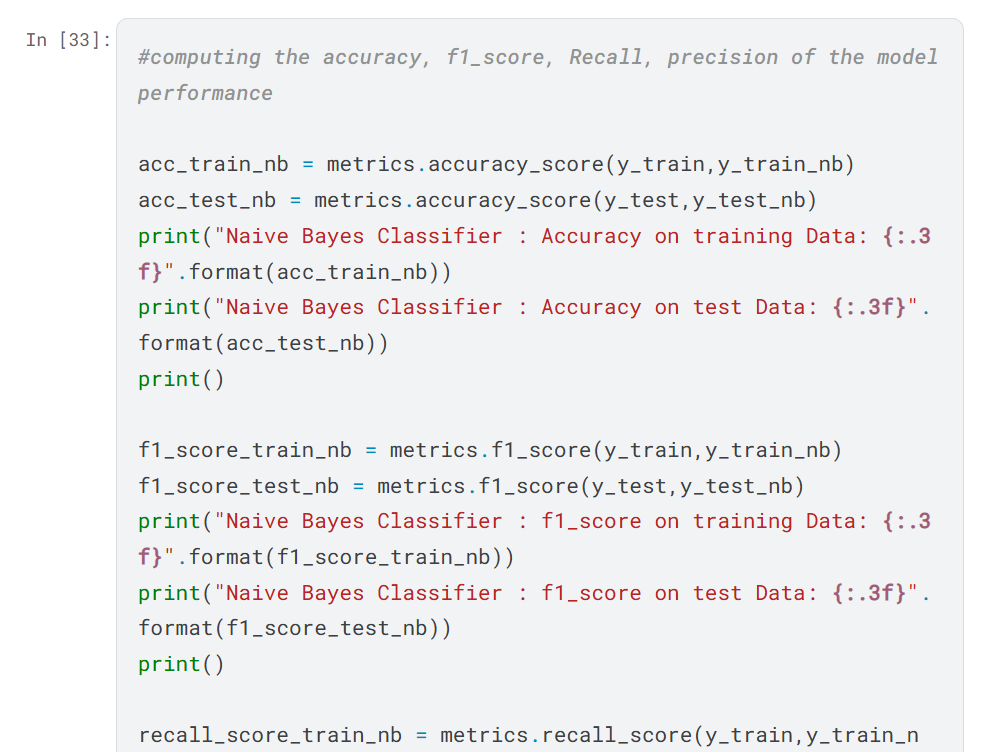 In [33]:
#computing the accuracy, f1_score, Recall, precision of the model
performance
acc_train_nb = metrics.accuracy_score(y_train,y_train_nb)
acc_test_nb = metrics.accuracy_score(y_test,y_test_nb)
print("Naive Bayes Classifier : Accuracy on training Data: {:.3
f}".format(acc_train_nb))
print("Naive Bayes Classifier : Accuracy on test Data: {:.3f}".
format(acc_test_nb))
print()
f1_score_train_nb = metrics.f1_score(y_train,y_train_nb)
f1_score_test_nb = metrics.f1_score(y_test,y_test_nb)
print("Naive Bayes Classifier : f1_score on training Data: {:.3
f}".format(f1_score_train_nb))
print("Naive Bayes Classifier : f1_score on test Data: {:.3f}".
format(f1_score_test_nb))
print()
recall_score_train_nb = metrics.recall_score(y_train,y_train_n